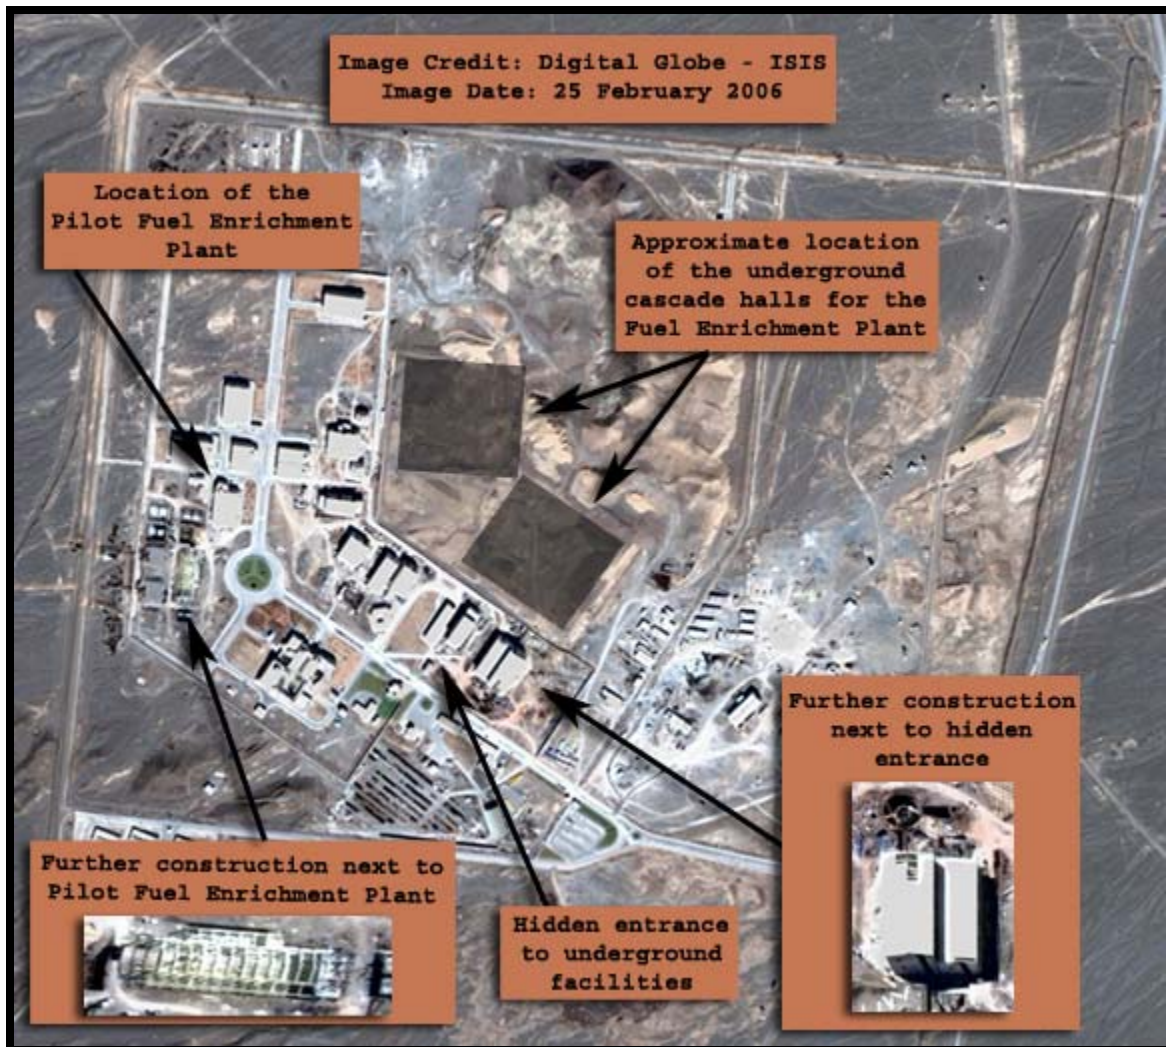 Image Credit: Digital Globe - ISIS
Image Date: 25 February 2006
Location of the
Pilot Fuel Enrichment
Plant
Approximate location
of the underground
cascade halls for the
Fuel Enrichment Plant
Further construction
next to hidden
entrance
Further construction next to
Pilot Fuel Enrichment Plant
Hidden entrance
to underground
facilities